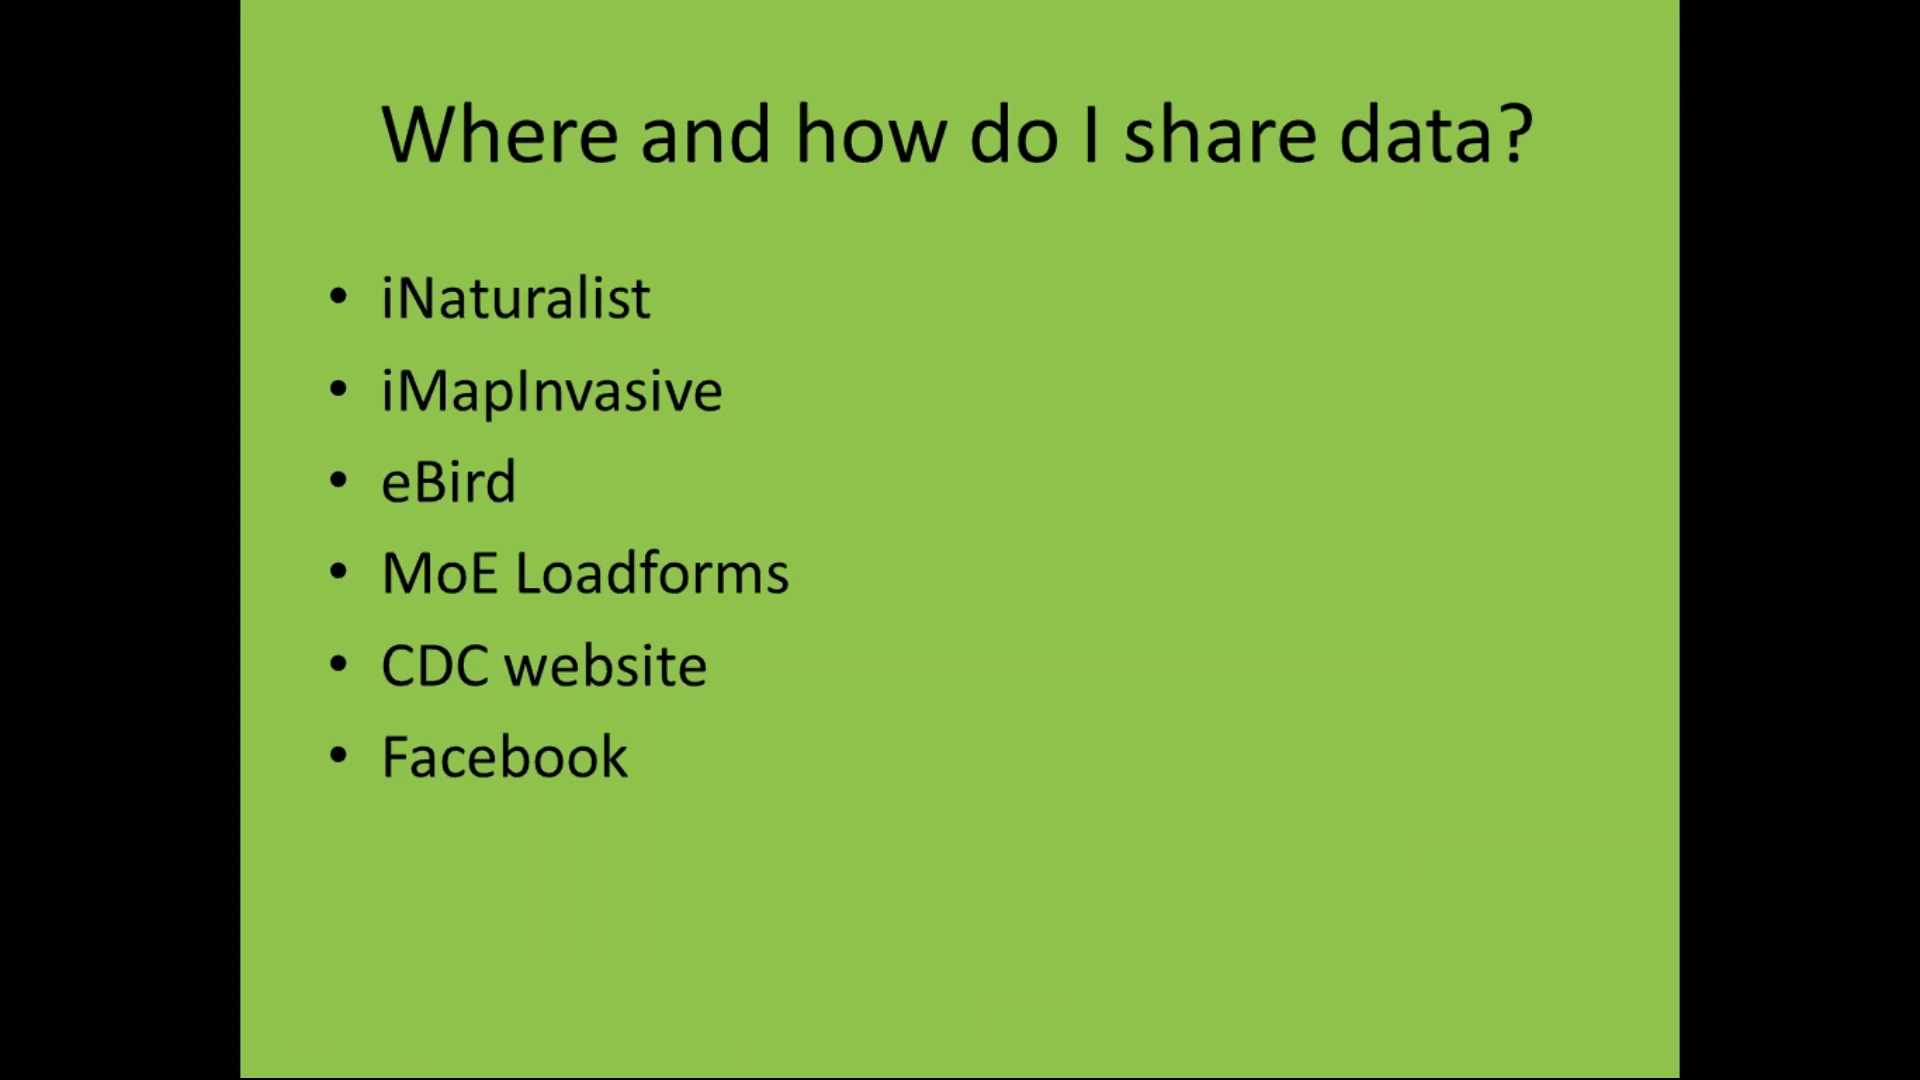 Where and how do I share data?
• iNaturalist
• iMapInvasive
• eBird
• MoE Loadforms
• CDC website
• Facebook